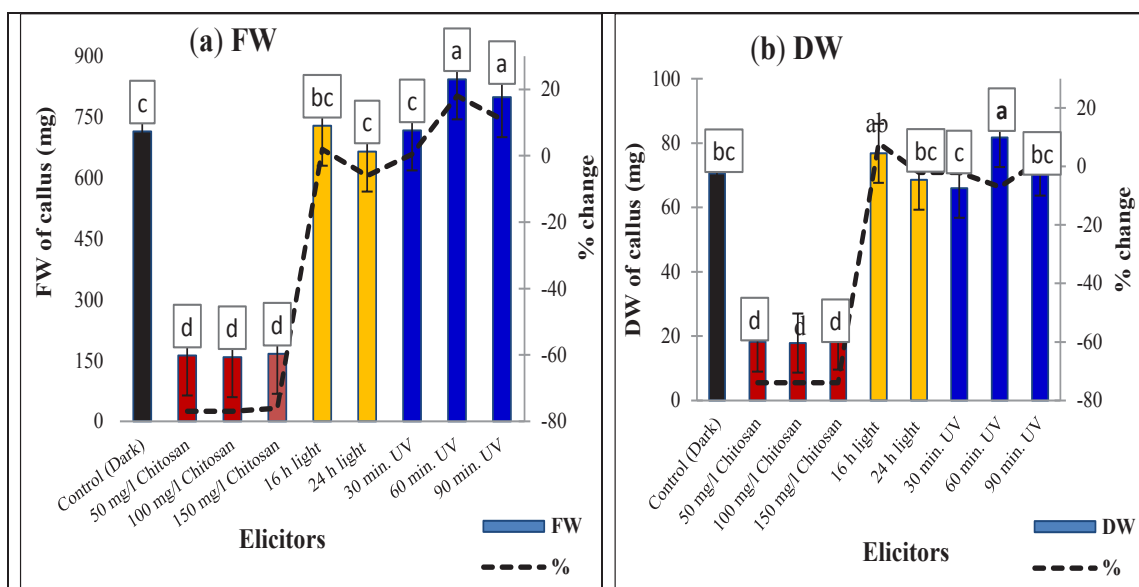 (a) FW
900
750
600
450
300
150
0
FW of callus (mg)
c
d
d
d
bc
c
c
a
a
20
0
-20
-40
-60
-80
% change
Control (Dark)
50 mg/l Chitosan
100 mg/l Chitosan
150 mg/l Chitosan
16 h light
24 h light
30 min. UV
60 min. UV
90 min. UV
Elicitors
FW
%
(b) DW
100
80
60
40
20
0
DW of callus (mg)
bc
d
d
d
ab
bc
c
a
bc
20
0
-20
-40
-60
-80
% change
Control (Dark)
50 mg/l Chitosan
100 mg/l Chitosan
150 mg/l Chitosan
16 h light
24 h light
30 min. UV
60 min. UV
90 min. UV
Elicitors
DW
%